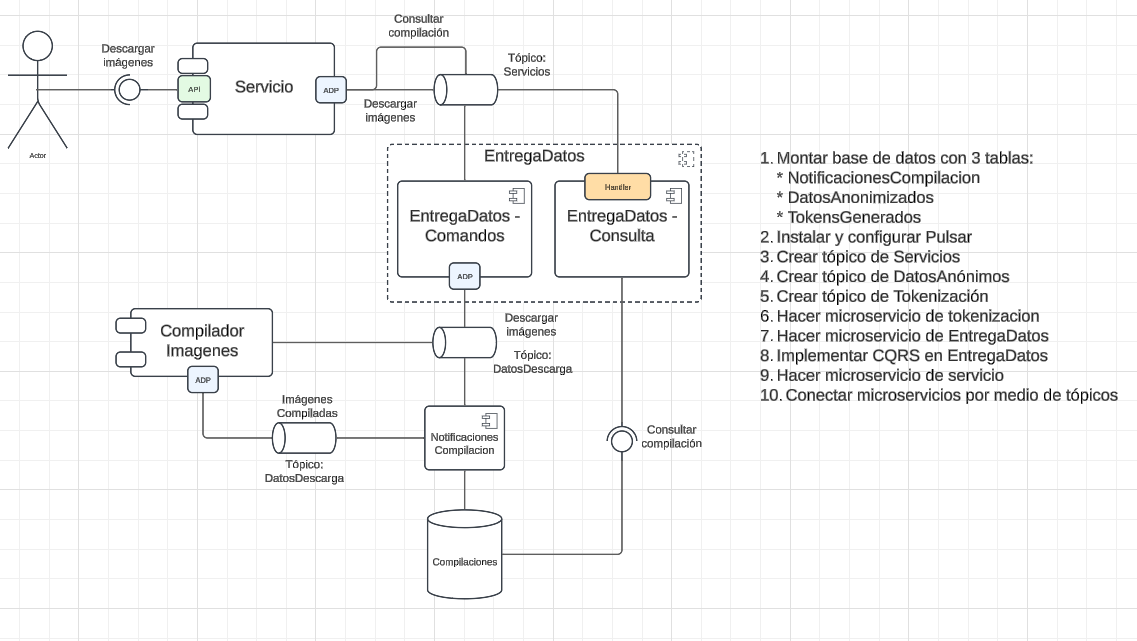 Consultar
compilación
Descargar
imágenes
Tópico:
Servicios
API
Servicio
ADP
Descargar
imágenes
Actor
EntregaDatos
Handler
EntregaDatos -
Comandos
EntregaDatos -
Consulta
ADP
Descargar
imágenes
Tópico:
DatosDescarga
Compilador
Imagenes
ADP
Imágenes
Compiladas
Tópico:
DatosDescarga
Notificaciones
Compilacion
Consultar
compilación
Compilaciones
1. Montar base de datos con 3 tablas:
* NotificacionesCompilacion
* DatosAnonimizados
* TokensGenerados
2. Instalar y configurar Pulsar
3. Crear tópico de Servicios
4. Crear tópico de DatosAnónimos
5. Crear tópico de Tokenización
6. Hacer microservicio de tokenizacion
7. Hacer microservicio de EntregaDatos
8. Implementar CQRS en EntregaDatos
9. Hacer microservicio de servicio
10. Conectar microservicios por medio de tópicos